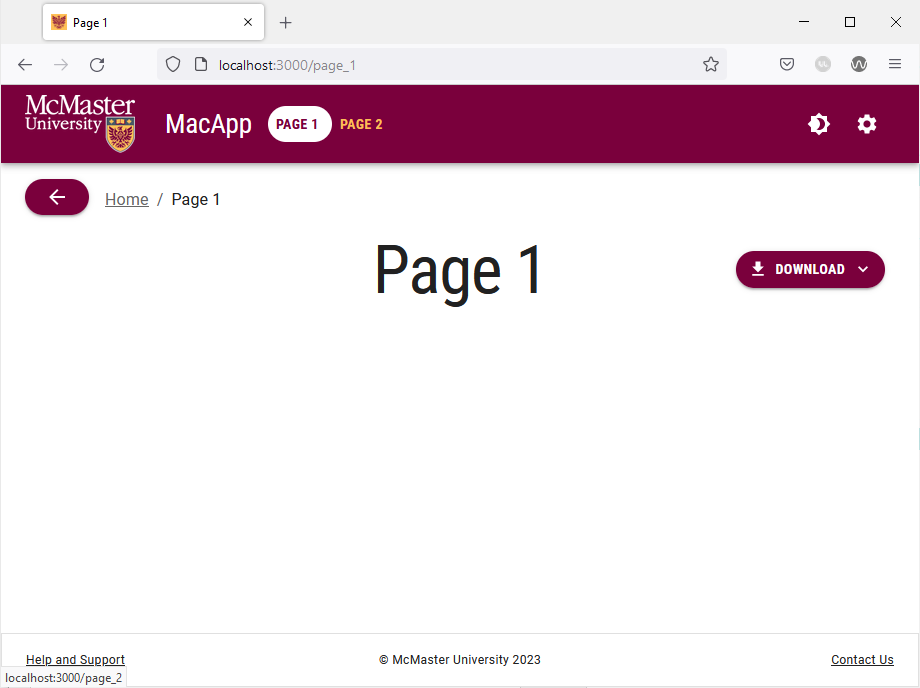 Page 1
localhost:3000/page_1
McMaster
University
MacApp PAGE 1 PAGE 2
Home / Page 1
Page 1
DOWNLOAD
Help and Support © McMaster University 2023 Contact Us
localhost:3000/page_2